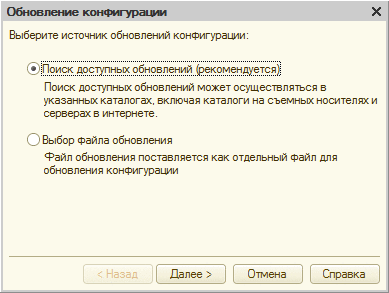 Обновление конфигурации
Выберите источник обновлений конфигурации:
Поиск доступных обновлений (рекомендуется)
Поиск доступных обновлений может осуществляться в
указанных каталогах, включая каталоги на съемных носителях и
серверах в интернете.
Выбор файла обновления
Файл обновления поставляется как отдельный файл для
обновления конфигурации
< Назад
Далее >
Отмена
Справка